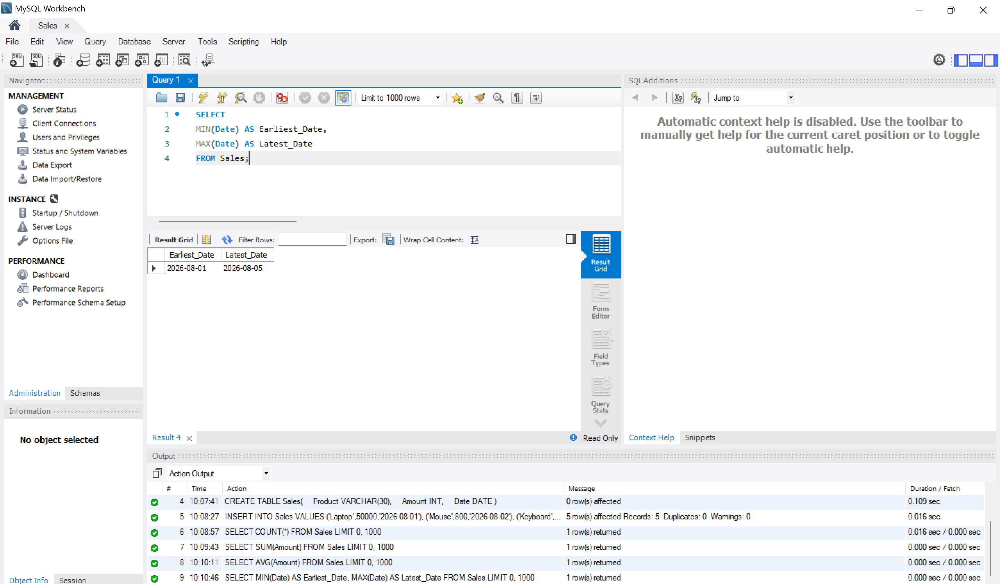 MySQL Workbench
Sales
File Edit View Query Database Server Tools Scripting Help
Navigator
MANAGEMENT
Server Status
Client Connections
Users and Privileges
Status and System Variables
Data Export
Data Import/Restore
INSTANCE
Startup / Shutdown
Server Logs
Options File
PERFORMANCE
Dashboard
Performance Reports
Performance Schema Setup
Administration Schemas
Information
No object selected
Object Info Session
Query 1
Limit to 1000 rows
1 SELECT
2 MIN(Date) AS Earliest_Date,
3 MAX(Date) AS Latest_Date
4 FROM Sales;
Result Grid Filter Rows: Export: Wrap Cell Content:
Earliest_Date Latest_Date
2026-08-01 2026-08-05
Result
Grid
Form
Editor
Field
Types
Query
Stats
Result 4
Read Only
SQLAdditions
Jump to
Automatic context help is disabled. Use the toolbar to
manually get help for the current caret position or to toggle
automatic help.
Context Help Snippets
Output
Action Output
# Time Action Message Duration / Fetch
4 10:07:41 CREATE TABLE Sales( Product VARCHAR(30), Amount INT, Date DATE ) 0 row(s) affected 0.109 sec
5 10:08:27 INSERT INTO Sales VALUES ('Laptop',50000,'2026-08-01'), ('Mouse',800,'2026-08-02'), ('Keyboard',... 5 row(s) affected Records: 5 Duplicates: 0 Warnings: 0 0.016 sec
6 10:08:57 SELECT COUNT(*) FROM Sales LIMIT 0, 1000 1 row(s) returned 0.016 sec / 0.000 sec
7 10:09:43 SELECT SUM(Amount) FROM Sales LIMIT 0, 1000 1 row(s) returned 0.000 sec / 0.000 sec
8 10:10:11 SELECT AVG(Amount) FROM Sales LIMIT 0, 1000 1 row(s) returned 0.000 sec / 0.000 sec
9 10:10:46 SELECT MIN(Date) AS Earliest_Date, MAX(Date) AS Latest_Date FROM Sales LIMIT 0, 1000 1 row(s) returned 0.000 sec / 0.000 sec